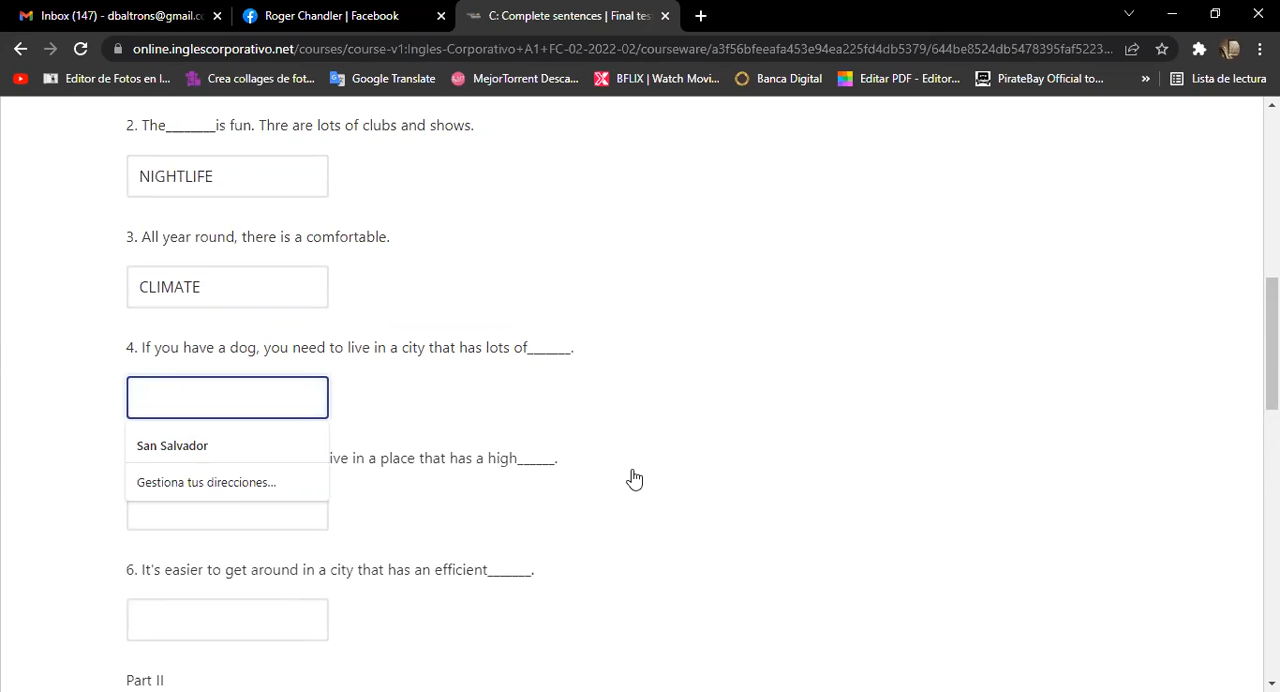 Inbox (147) - dbaltrons@gmail.c
Roger Chandler | Facebook
C: Complete sentences | Final tes
online.inglescorporativo.net/courses/course-v1:Ingles-Corporativo+A1+FC-02-2022-02/courseware/a3f56bfeeafa453e94ea225fd4db5379/644be8524db5478395faf5223...
Editor de Fotos en l...
Crea collages de fot...
Google Translate
MejorTorrent Desca...
BFLIX | Watch Movi...
Banca Digital
Editar PDF - Editor...
PirateBay Official to...
»
Lista de lectura
2. The________is fun. Thre are lots of clubs and shows.
NIGHTLIFE
3. All year round, there is a comfortable.
CLIMATE
4. If you have a dog, you need to live in a city that has lots of_______.
San Salvador
ive in a place that has a high______.
Gestiona tus direcciones...
6. It's easier to get around in a city that has an efficient_______.
Part II